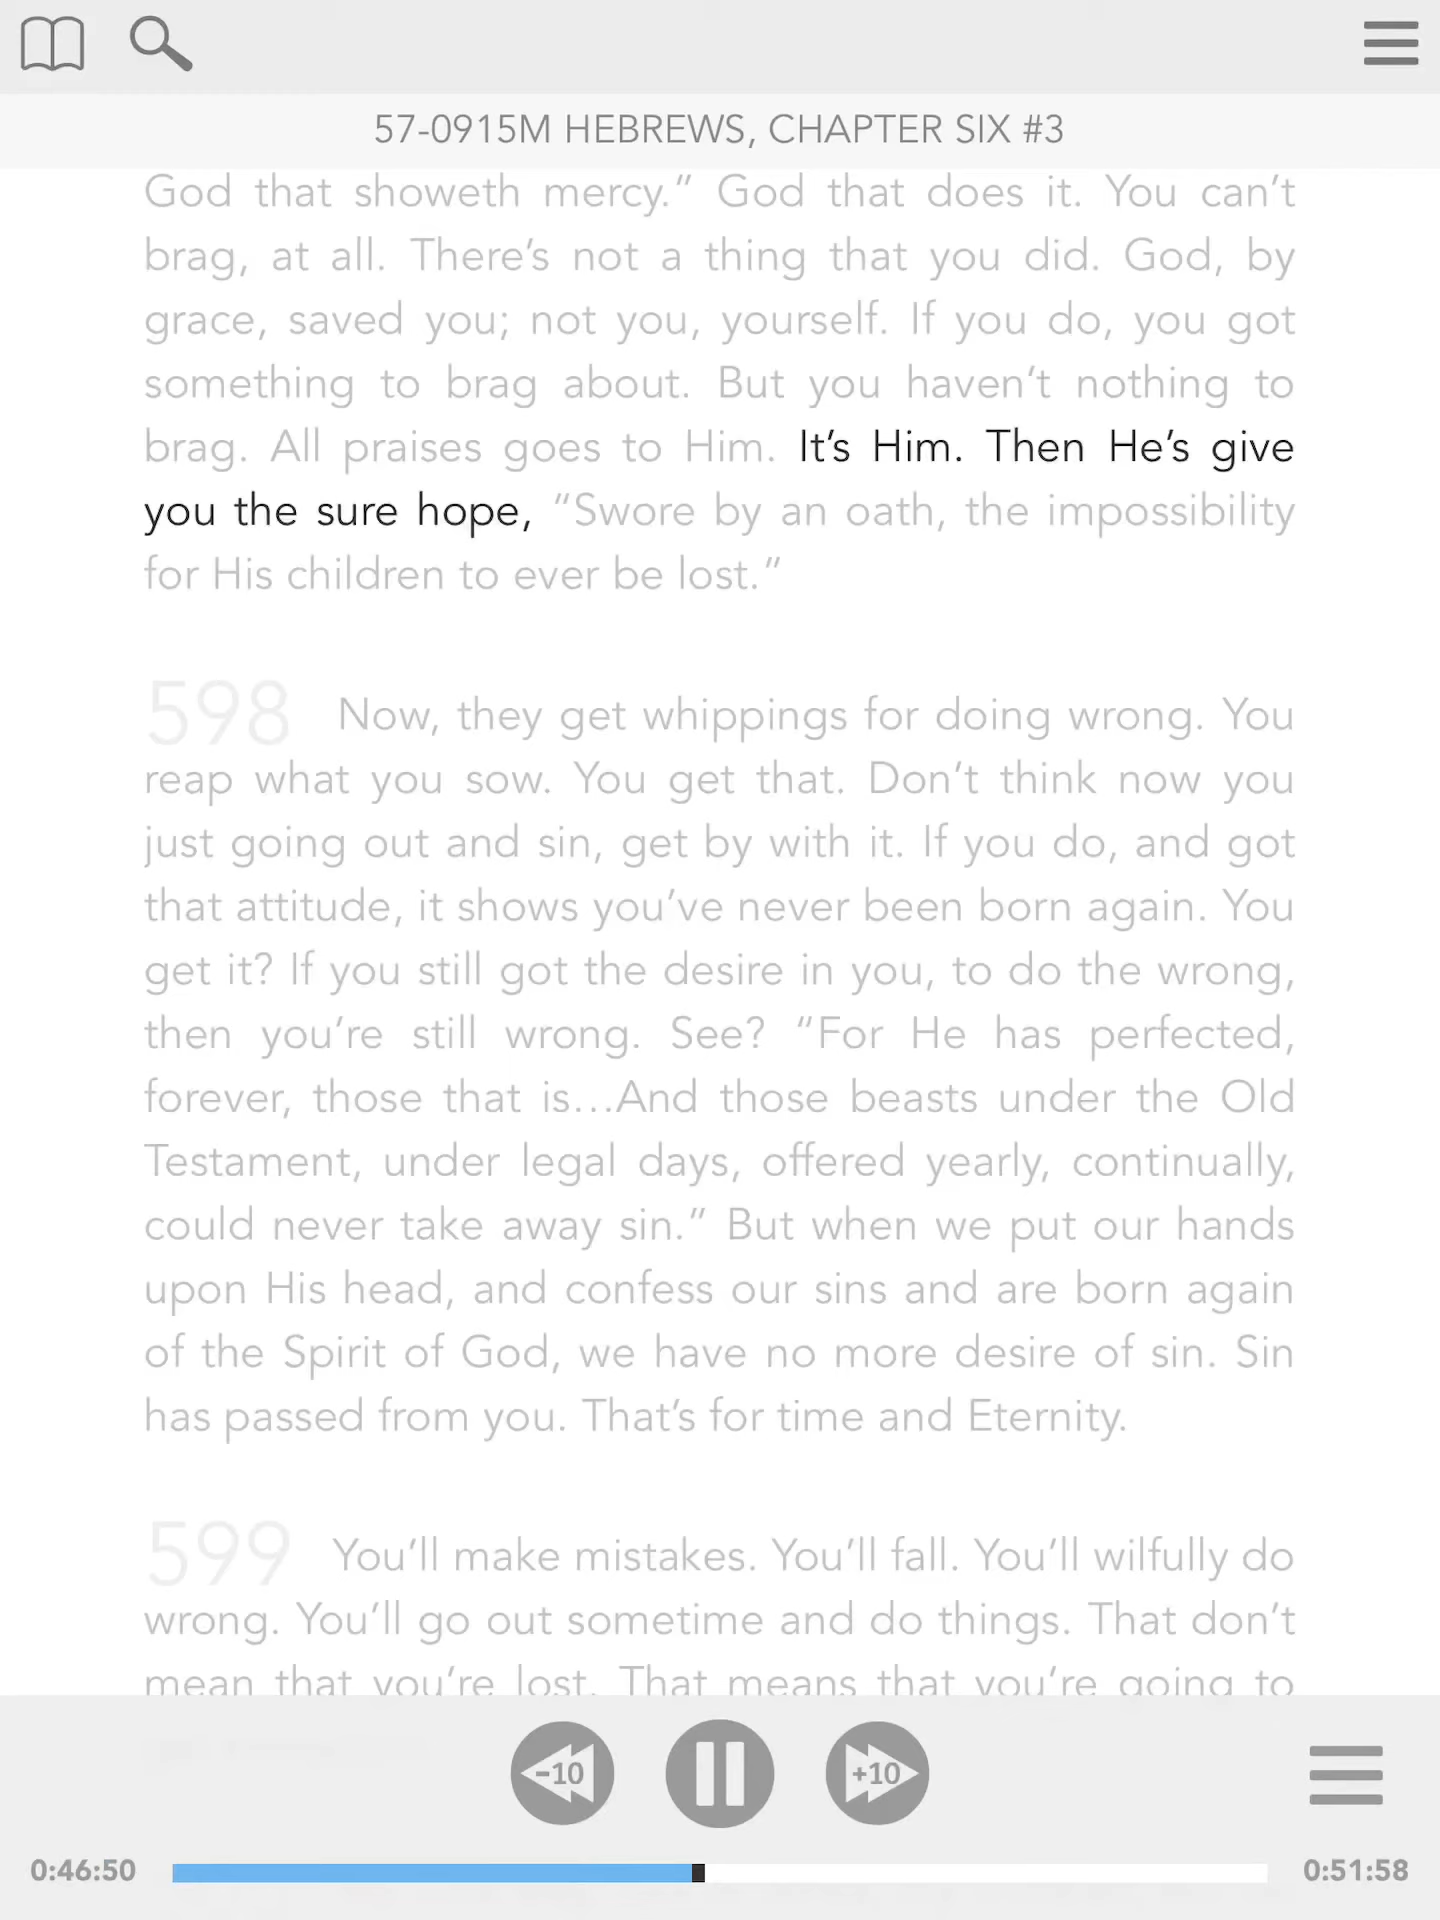 57-0915M HEBREWS, CHAPTER SIX #3
God that showeth mercy.” God that does it. You can’t
brag, at all. There’s not a thing that you did. God, by
grace, saved you; not you, yourself. If you do, you got
something to brag about. But you haven’t nothing to
brag. All praises goes to Him. It’s Him. Then He’s give
you the sure hope, “Swore by an oath, the impossibility
for His children to ever be lost.”
598 Now, they get whippings for doing wrong. You
reap what you sow. You get that. Don’t think now you
just going out and sin, get by with it. If you do, and got
that attitude, it shows you’ve never been born again. You
get it? If you still got the desire in you, to do the wrong,
then you’re still wrong. See? “For He has perfected,
forever, those that is…And those beasts under the Old
Testament, under legal days, offered yearly, continually,
could never take away sin.” But when we put our hands
upon His head, and confess our sins and are born again
of the Spirit of God, we have no more desire of sin. Sin
has passed from you. That’s for time and Eternity.
599 You’ll make mistakes. You’ll fall. You’ll wilfully do
wrong. You’ll go out sometime and do things. That don’t
mean that you’re lost. That means that you’re going to
-10 +10
0:46:50 0:51:58